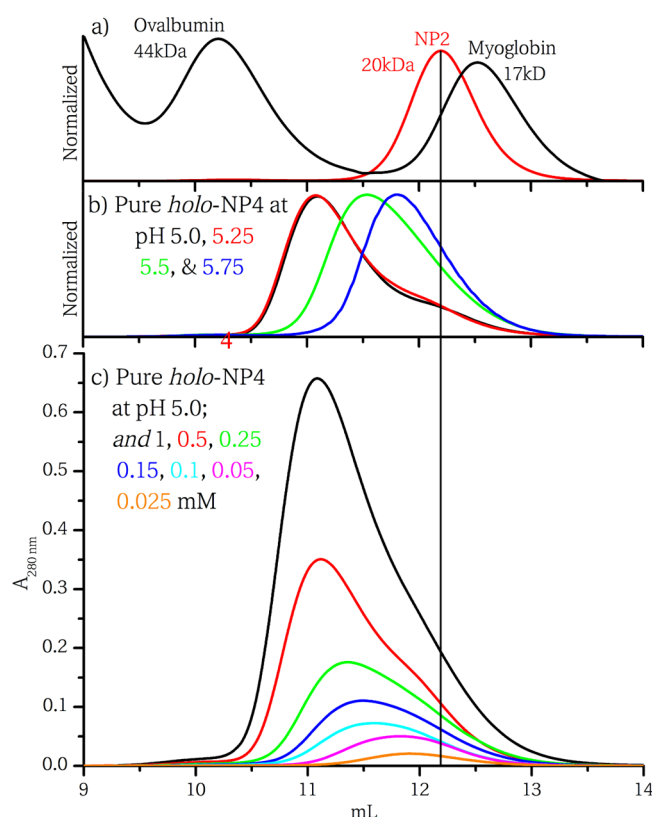 a)
Ovalbumin
44kDa
NP2
20kDa
Myoglobin
17kD
Normalized
b) Pure holo-NP4 at
pH 5.0, 5.25
5.5, & 5.75
Normalized
4
0.7
c) Pure holo-NP4
at pH 5.0;
and 1, 0.5, 0.25
0.15, 0.1, 0.05,
0.025 mM
0.6
0.5
0.4
0.3
0.2
0.1
0.0
A280 nm
9 10 11 12 13 14
mL